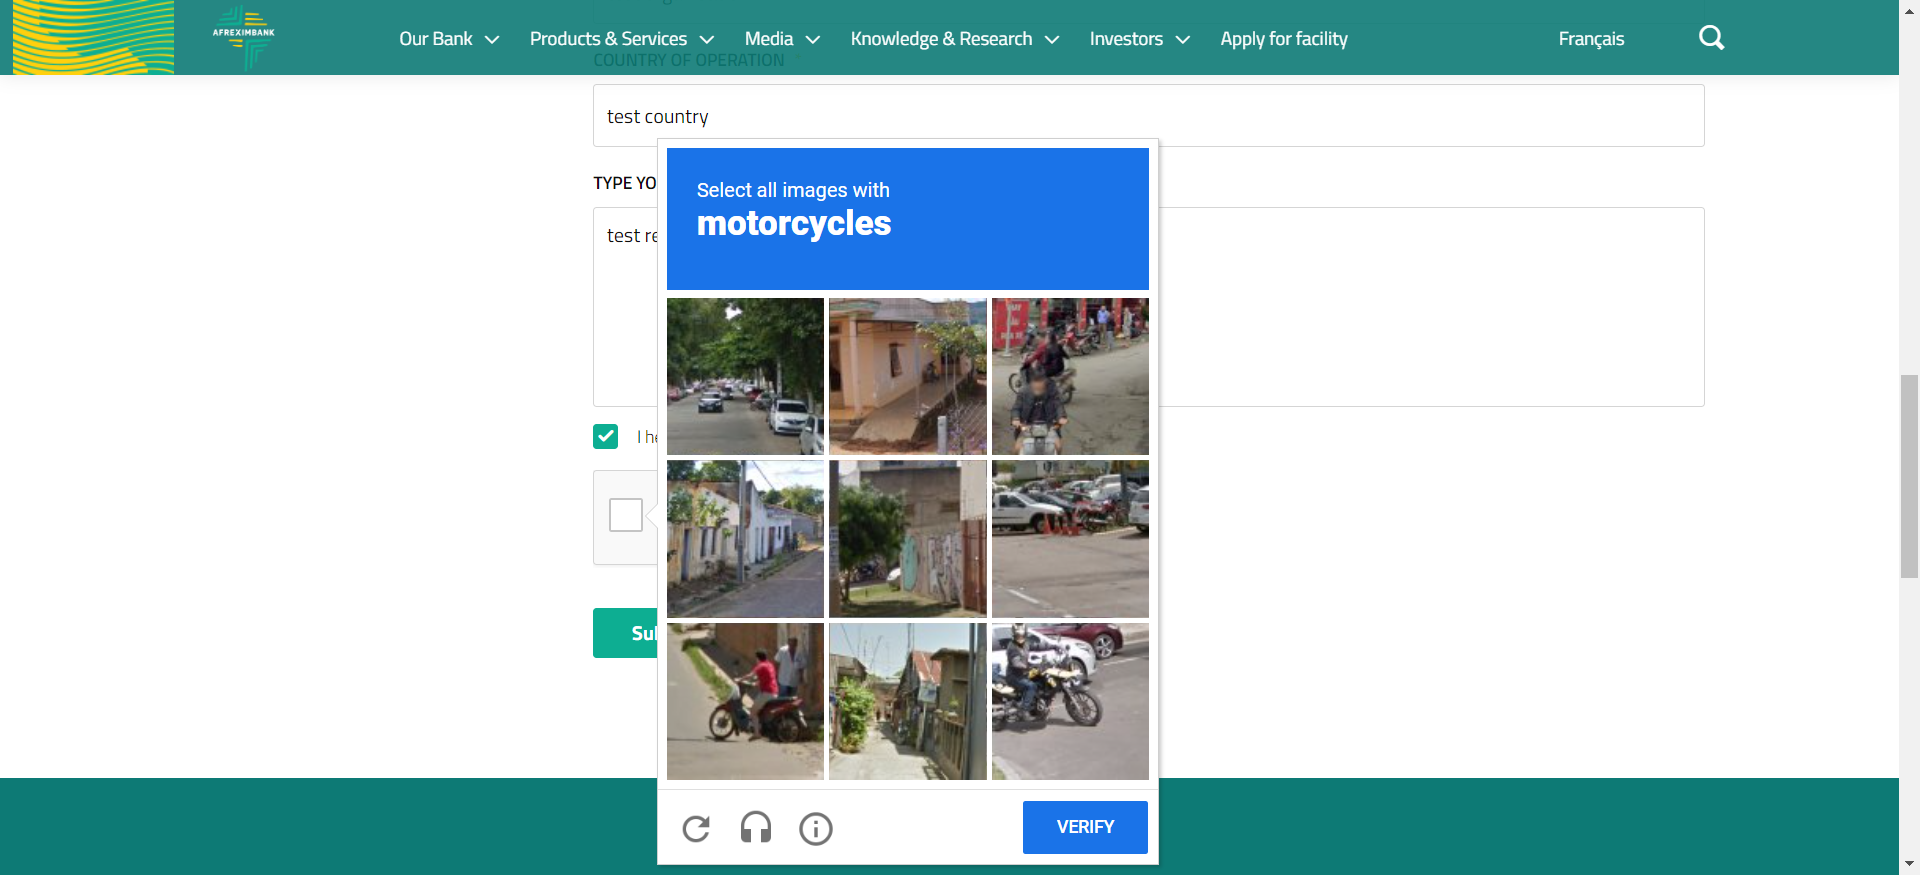 AFREXIMBANK
Our Bank
Products & Services
Media
Knowledge & Research
Investors
Apply for facility
Français
COUNTRY OF OPERATION
test country
TYPE YO
test re
Select all images with
motorcycles
I he
Sul
VERIFY